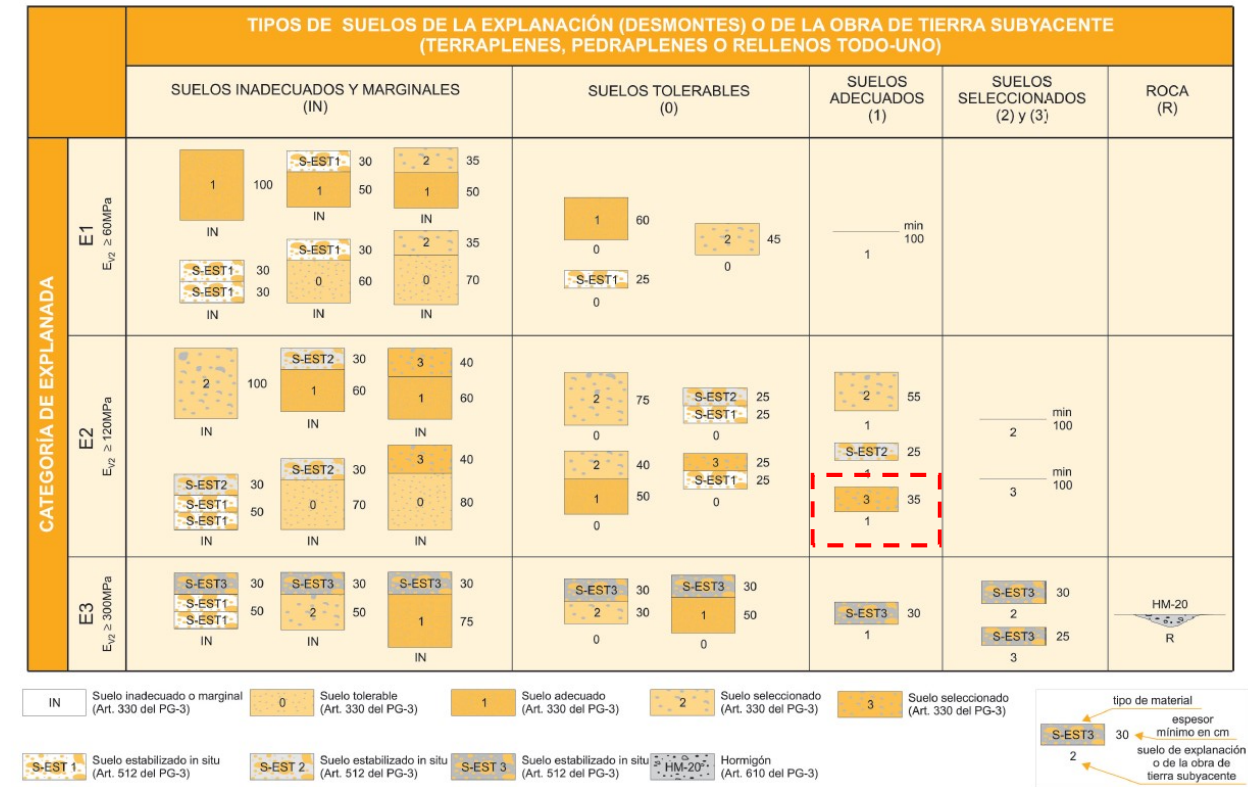 TIPOS DE SUELOS DE LA EXPLANACIÓN (DESMONTES) O DE LA OBRA DE TIERRA SUBYACENTE
(TERRAPLENES, PEDRAPLENES O RELLENOS TODO-UNO)
SUELOS INADECUADOS Y MARGINALES
(IN)
SUELOS TOLERABLES
(0)
SUELOS
ADECUADOS
(1)
SUELOS
SELECCIONADOS
(2) y (3)
ROCA
(R)
CATEGORÍA DE EXPLANADA
E1
EV2 ≥ 60MPa
1 100
IN
S-EST1 30
1 50
IN
2 35
1 50
IN
S-EST1 30
S-EST1 30
IN
S-EST1 30
0 60
IN
2 35
0 70
IN
1 60
0
2 45
0
S-EST1 25
0
min
100
1
E2
EV2 ≥ 120MPa
2 100
IN
S-EST2 30
1 60
IN
3 40
1 60
IN
S-EST2 30
S-EST1 50
S-EST1
IN
S-EST2 30
0 70
IN
3 40
0 80
IN
2 75
0
S-EST2 25
S-EST1 25
0
2 40
1 50
0
3 25
S-EST1 25
0
2 55
1
S-EST2 25
1
3 35
1
min
100
2
min
100
3
E3
EV2 ≥ 300MPa
S-EST3 30
S-EST1 50
S-EST1
IN
S-EST3 30
2 50
IN
S-EST3 30
1 75
IN
S-EST3 30
2 30
0
S-EST3 30
1 50
0
S-EST3 30
1
S-EST3 30
2
S-EST3 25
3
HM-20
R
IN Suelo inadecuado o marginal
(Art. 330 del PG-3)
0 Suelo tolerable
(Art. 330 del PG-3)
1 Suelo adecuado
(Art. 330 del PG-3)
2 Suelo seleccionado
(Art. 330 del PG-3)
3 Suelo seleccionado
(Art. 330 del PG-3)
S-EST 1 Suelo estabilizado in situ
(Art. 512 del PG-3)
S-EST 2 Suelo estabilizado in situ
(Art. 512 del PG-3)
S-EST 3 Suelo estabilizado in situ
(Art. 512 del PG-3)
HM-20 Hormigón
(Art. 610 del PG-3)
tipo de material
S-EST3 30 espesor
mínimo en cm
2 suelo de explanación
o de la obra de
tierra subyacente